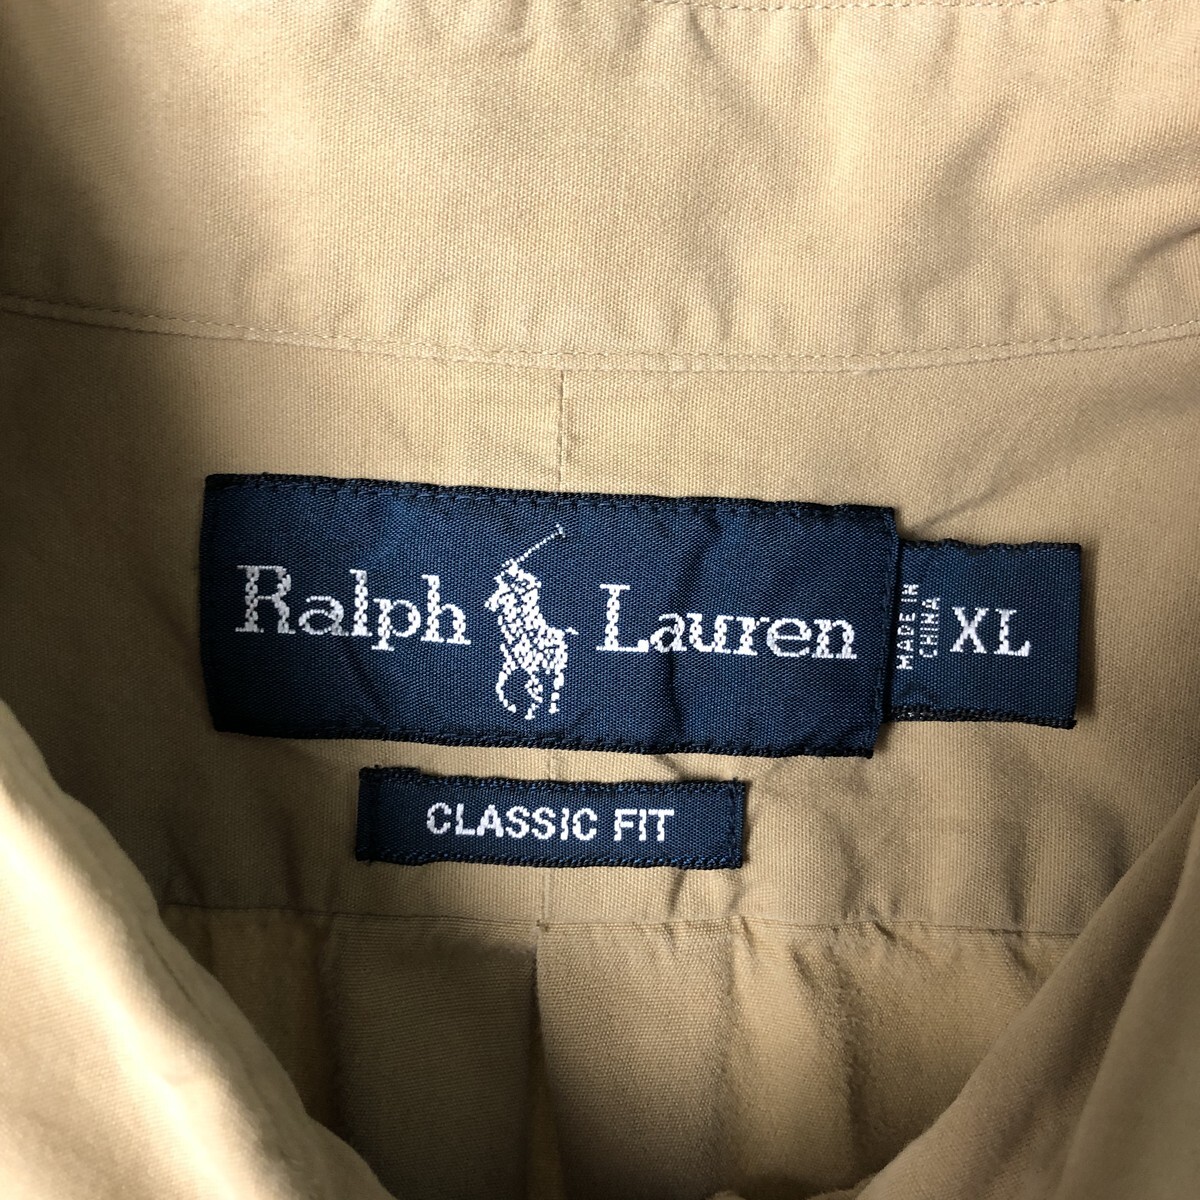 Ralph Lauren
MADE IN
CHINA
XL
CLASSIC FIT